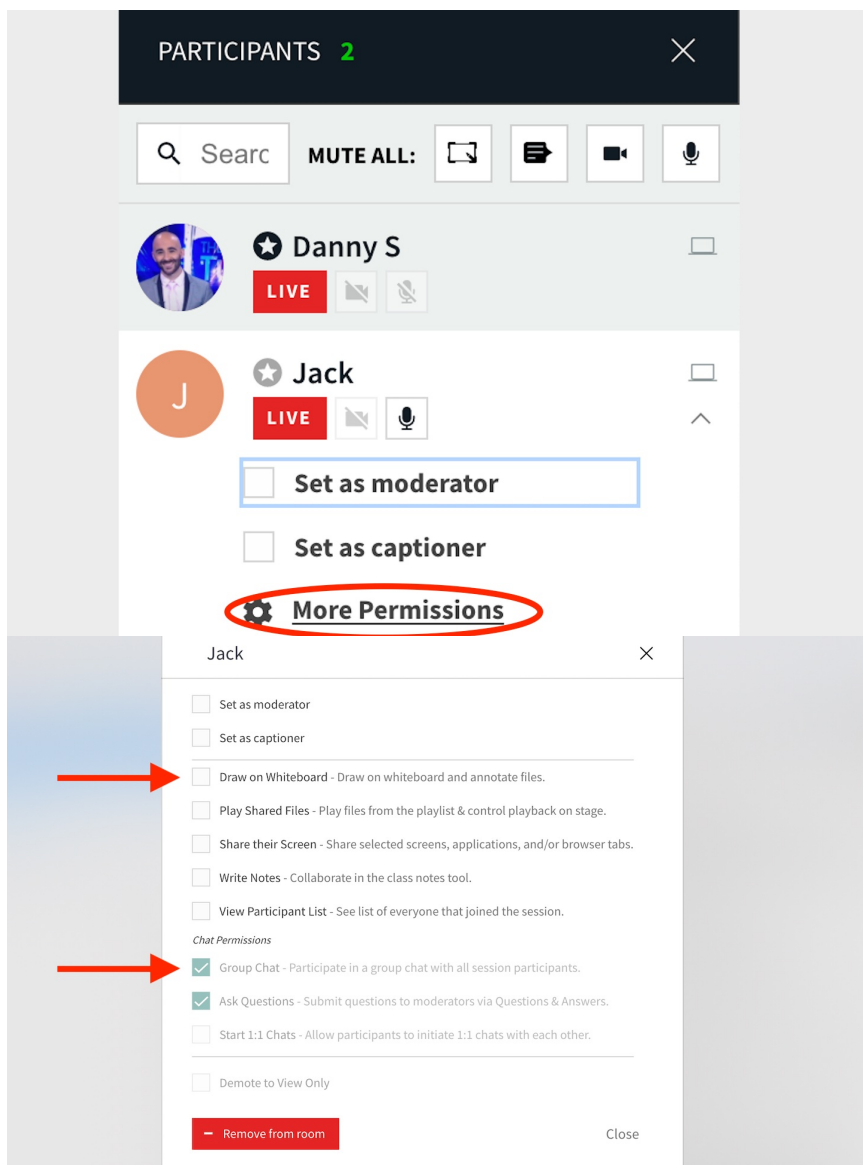 PARTICIPANTS 2
Searc MUTE ALL:
Danny S
LIVE
J
Jack
LIVE
Set as moderator
Set as captioner
More Permissions
Jack
Set as moderator
Set as captioner
Draw on Whiteboard - Draw on whiteboard and annotate files.
Play Shared Files - Play files from the playlist & control playback on stage.
Share their Screen - Share selected screens, applications, and/or browser tabs.
Write Notes - Collaborate in the class notes tool.
View Participant List - See list of everyone that joined the session.
Chat Permissions
Group Chat - Participate in a group chat with all session participants.
Ask Questions - Submit questions to moderators via Questions & Answers.
Start 1:1 Chats - Allow participants to initiate 1:1 chats with each other.
Demote to View Only
Remove from room Close